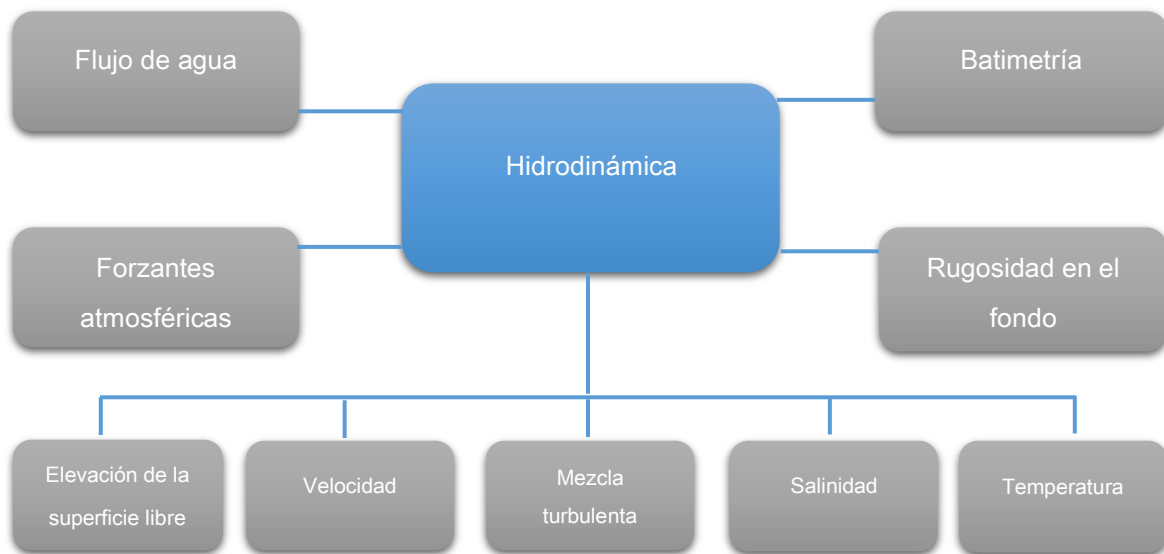 Flujo de agua
Batimetría
Hidrodinámica
Forzantes
atmosféricas
Rugosidad en el
fondo
Elevación de la
superficie libre
Velocidad
Mezcla
turbulenta
Salinidad
Temperatura